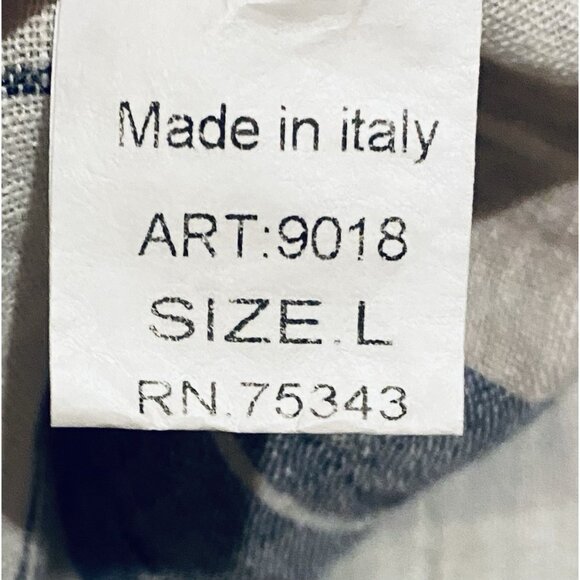 Made in italy
ART:9018
SIZE.L
RN.75343